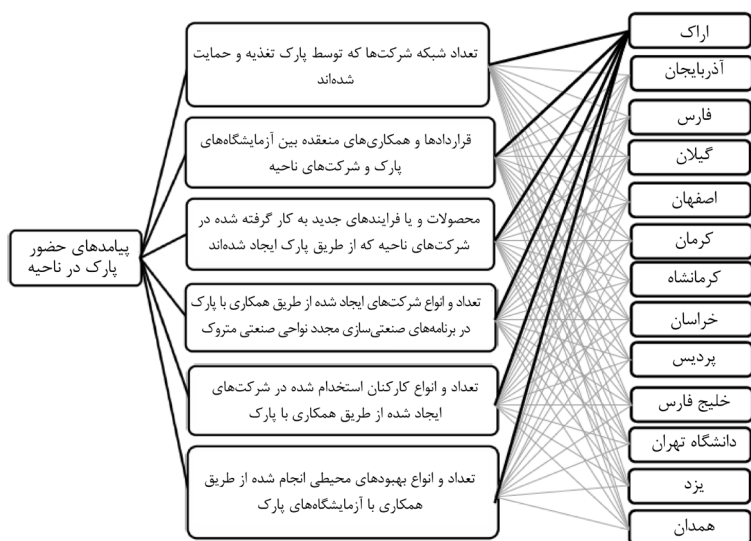 پیامدهای حضور
پارک در ناحیه
تعداد شبکه شرکت‌ها که توسط پارک تغذیه و حمایت
شده‌اند
قراردادها و همکاری‌های منعقده بین آزمایشگاه‌های
پارک و شرکت‌های ناحیه
محصولات و یا فرایندهای جدید به کار گرفته شده در
شرکت‌های ناحیه که از طریق پارک ایجاد شده‌اند
تعداد و انواع شرکت‌های ایجاد شده از طریق همکاری با پارک
در برنامه‌های صنعتی‌سازی مجدد نواحی صنعتی متروک
تعداد و انواع کارکنان استخدام شده در شرکت‌های
ایجاد شده از طریق همکاری با پارک
تعداد و انواع بهبودهای محیطی انجام شده از طریق
همکاری با آزمایشگاه‌های پارک
اراک
آذربایجان
فارس
گیلان
اصفهان
کرمان
کرمانشاه
خراسان
پردیس
خلیج فارس
دانشگاه تهران
یزد
همدان